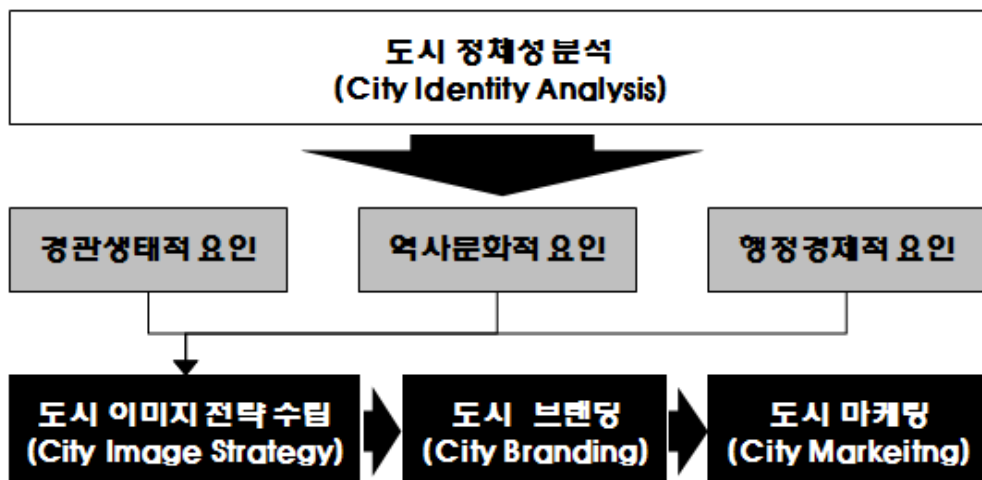 도시 정체성 분석
(City Identity Analysis)
경관생태적 요인
역사문화적 요인
행정경제적 요인
도시 이미지 전략 수립
(City Image Strategy)
도시 브랜딩
(City Branding)
도시 마케팅
(City Markeitng)